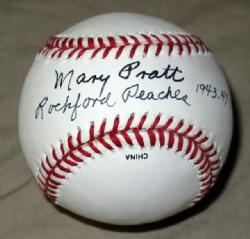 Mary Pratt
Rockford Peaches 1943-47
CHINA